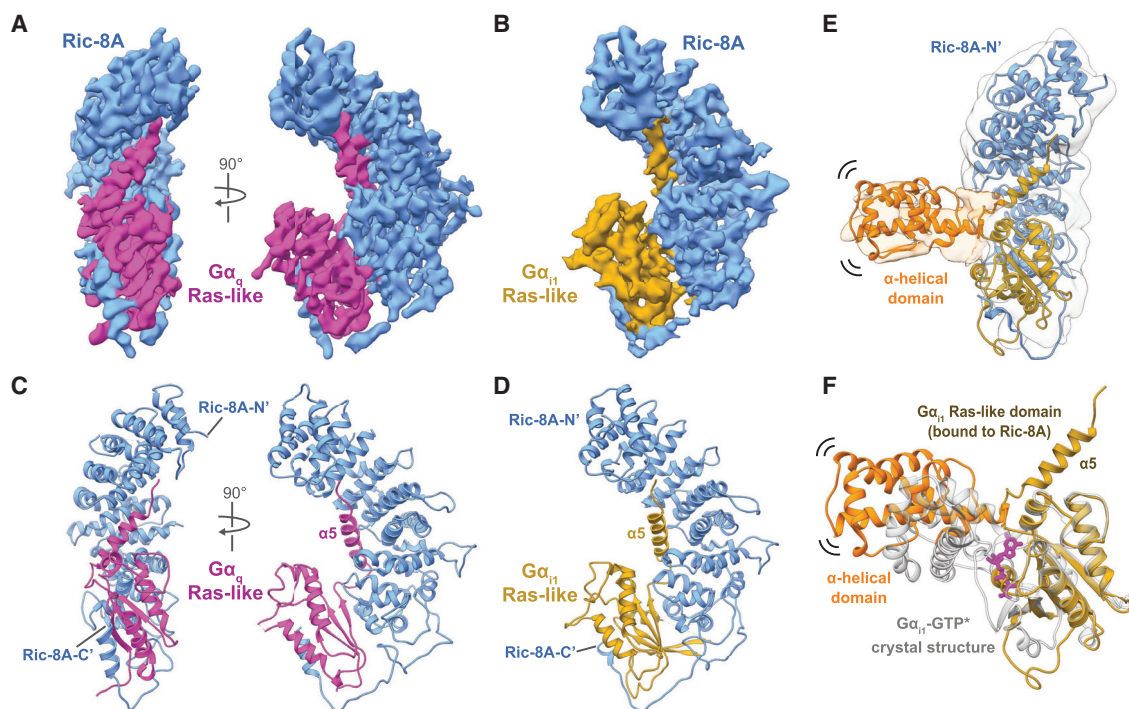 A
Ric-8A
90°
Gαq
Ras-like
B
Ric-8A
Gαi1
Ras-like
E
Ric-8A-N'
α-helical
domain
C
Ric-8A-N'
90°
α5
Gαq
Ras-like
Ric-8A-C'
D
Ric-8A-N'
α5
Gαi1
Ras-like
Ric-8A-C'
F
Gαi1 Ras-like domain
(bound to Ric-8A)
α5
α-helical
domain
Gαi1-GTP*
crystal structure